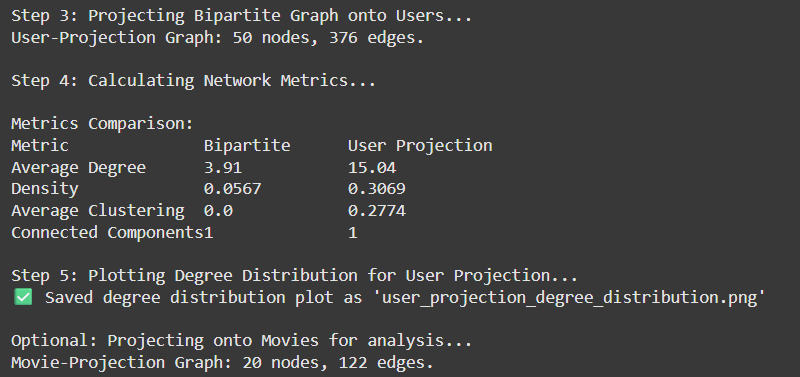 Step 3: Projecting Bipartite Graph onto Users...
User-Projection Graph: 50 nodes, 376 edges.
Step 4: Calculating Network Metrics...
Metrics Comparison:
Metric Bipartite User Projection
Average Degree 3.91 15.04
Density 0.0567 0.3069
Average Clustering 0.0 0.2774
Connected Components1 1
Step 5: Plotting Degree Distribution for User Projection...
✅ Saved degree distribution plot as 'user_projection_degree_distribution.png'
Optional: Projecting onto Movies for analysis...
Movie-Projection Graph: 20 nodes, 122 edges.